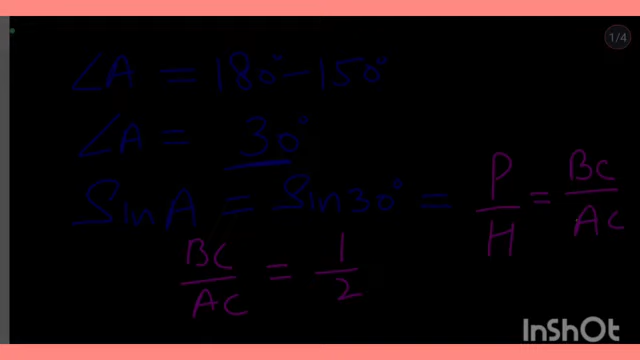 1/4
∠A = 180° - 150°
∠A = 30°
Sin A = Sin 30° = P/H = BC/AC
BC/AC = 1/2
InShOt